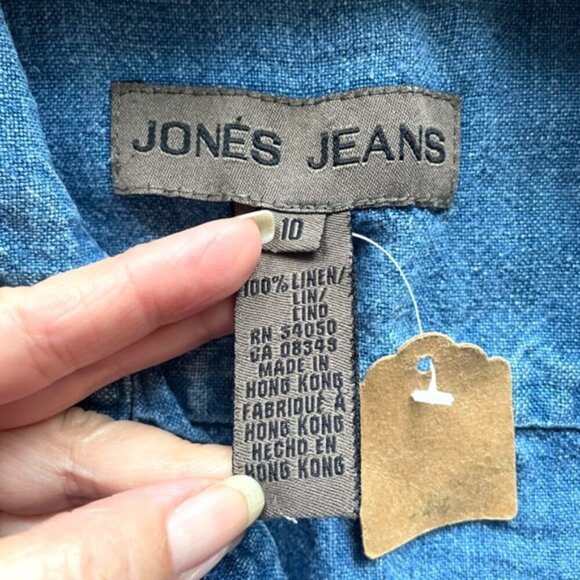 JONES JEANS
10
100% LINEN/
LIN/
LINO
RN 54050
CA 08349
MADE IN
HONG KONG
FABRIQUÉ À
HONG KONG
HECHO EN
HONG KONG